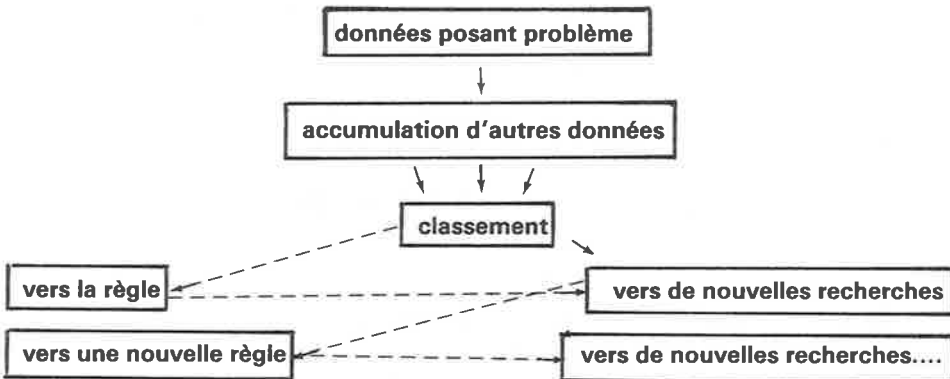 données posant problème
accumulation d'autres données
classement
vers la règle
vers de nouvelles recherches
vers une nouvelle règle
vers de nouvelles recherches....